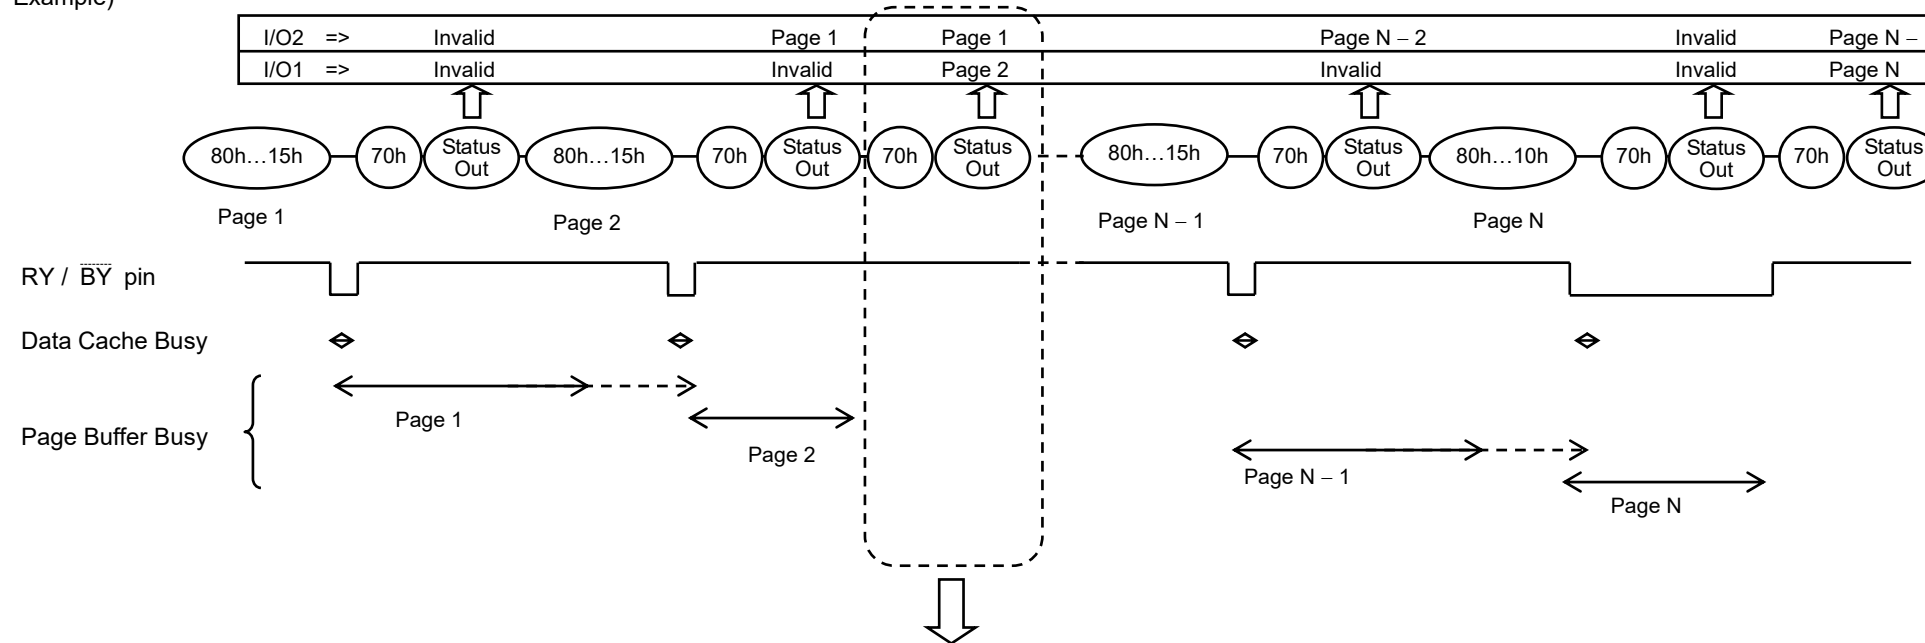 Example)
I/O2 => Invalid Page 1 Page 1 Page N − 2 Invalid Page N −
I/O1 => Invalid Invalid Page 2 Invalid Invalid Page N
80h…15h 70h Status Out 80h…15h 70h Status Out 70h Status Out 80h…15h 70h Status Out 80h…10h 70h Status Out 70h Status Out
Page 1 Page 2 Page N − 1 Page N
RY / BY pin
Data Cache Busy
Page 1
Page Buffer Busy
Page 2
Page N − 1
Page N